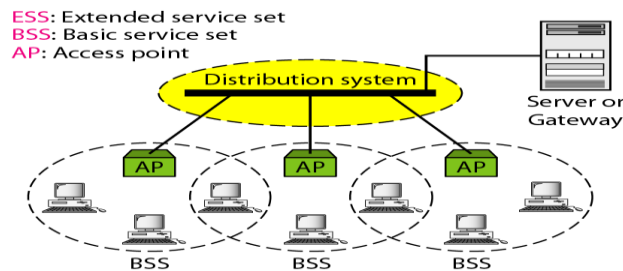 ESS: Extended service set
BSS: Basic service set
AP: Access point
Distribution system
Server or
Gateway
AP
AP
AP
BSS
BSS
BSS